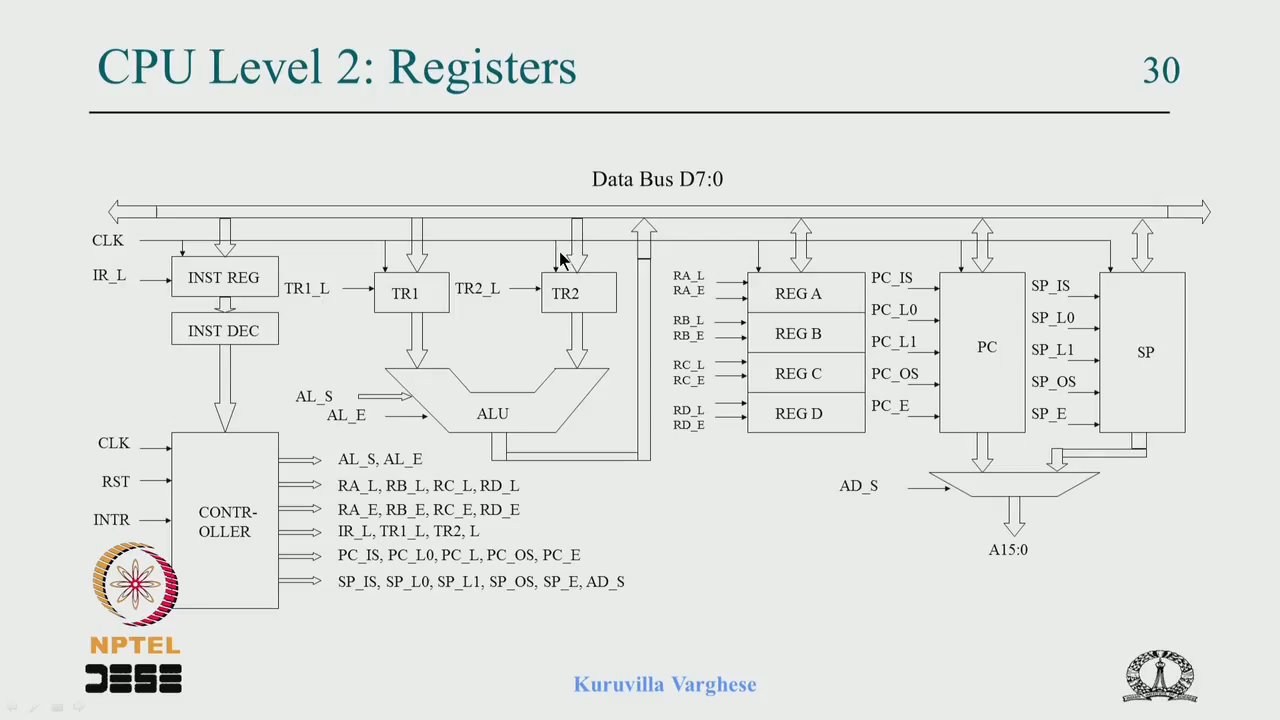 CPU Level 2: Registers
30
Data Bus D7:0
CLK
IR_L
INST REG
INST DEC
TR1_L
TR1
TR2_L
TR2
AL_S
AL_E
ALU
RA_L
RA_E
RB_L
RB_E
RC_L
RC_E
RD_L
RD_E
REG A
REG B
REG C
REG D
PC_IS
PC_L0
PC_L1
PC_OS
PC_E
PC
SP_IS
SP_L0
SP_L1
SP_OS
SP_E
SP
AD_S
A15:0
CLK
RST
INTR
CONTR-
OLLER
AL_S, AL_E
RA_L, RB_L, RC_L, RD_L
RA_E, RB_E, RC_E, RD_E
IR_L, TR1_L, TR2, L
PC_IS, PC_L0, PC_L, PC_OS, PC_E
SP_IS, SP_L0, SP_L1, SP_OS, SP_E, AD_S
NPTEL
DESE
Kuruvilla Varghese